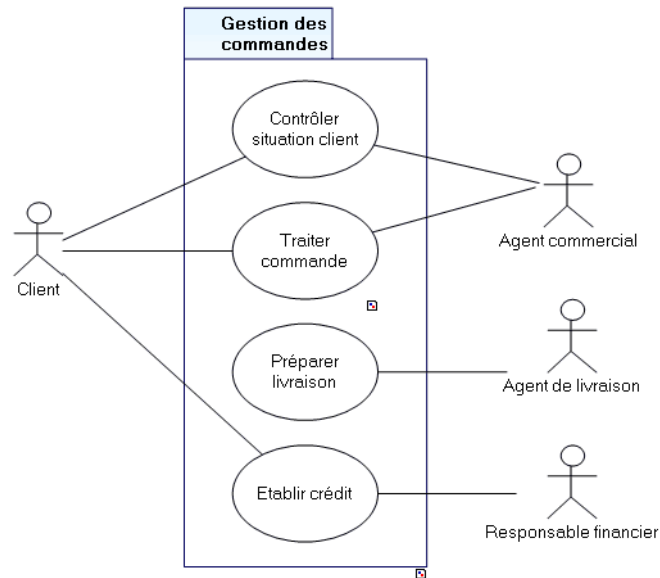 Gestion des
commandes
Contrôler
situation client
Traiter
commande
Agent commercial
Client
Préparer
livraison
Agent de livraison
Etablir crédit
Responsable financier